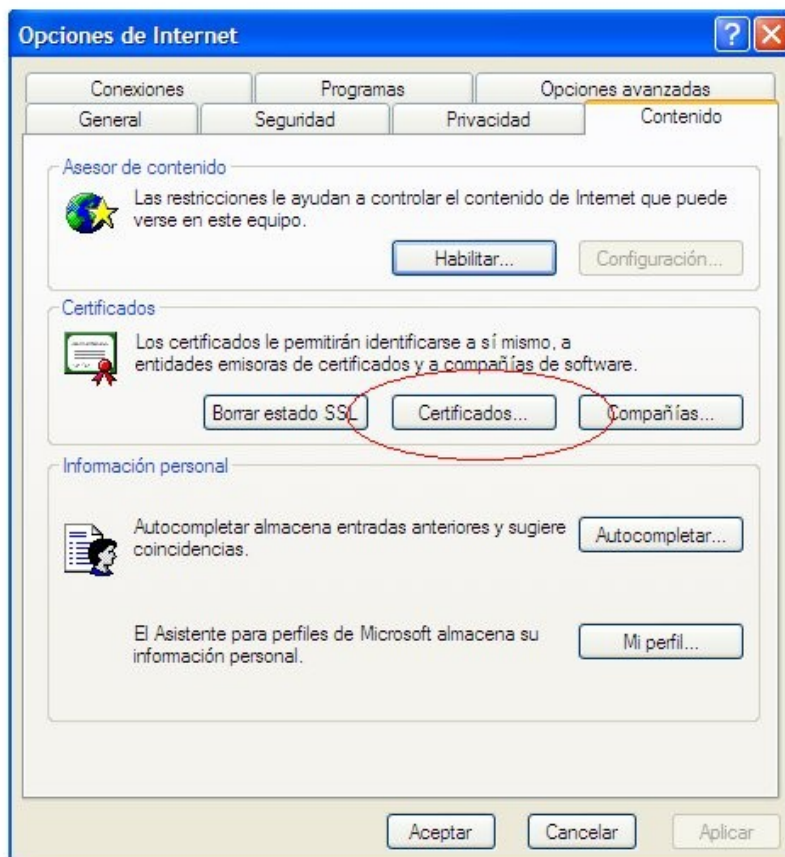 Opciones de Internet
Conexiones Programas Opciones avanzadas
General Seguridad Privacidad Contenido
Asesor de contenido
Las restricciones le ayudan a controlar el contenido de Internet que puede
verse en este equipo.
Habilitar... Configuración...
Certificados
Los certificados le permitirán identificarse a sí mismo, a
entidades emisoras de certificados y a compañías de software.
Borrar estado SSL Certificados... Compañías...
Información personal
Autocompletar almacena entradas anteriores y sugiere
coincidencias.
Autocompletar...
El Asistente para perfiles de Microsoft almacena su
información personal.
Mi perfil...
Aceptar Cancelar Aplicar